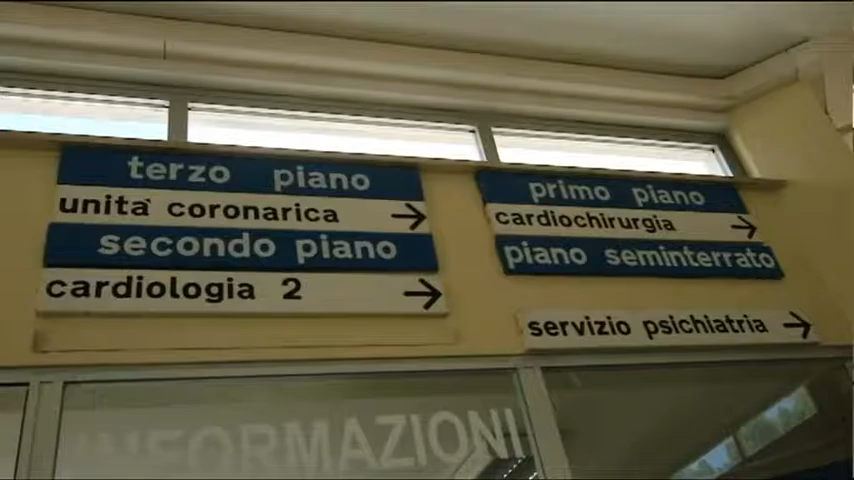 terzo piano
unità coronarica
secondo piano
cardiologia 2
primo piano
cardiochirurgia
piano seminterrato
servizio psichiatria
INFORMAZIONI